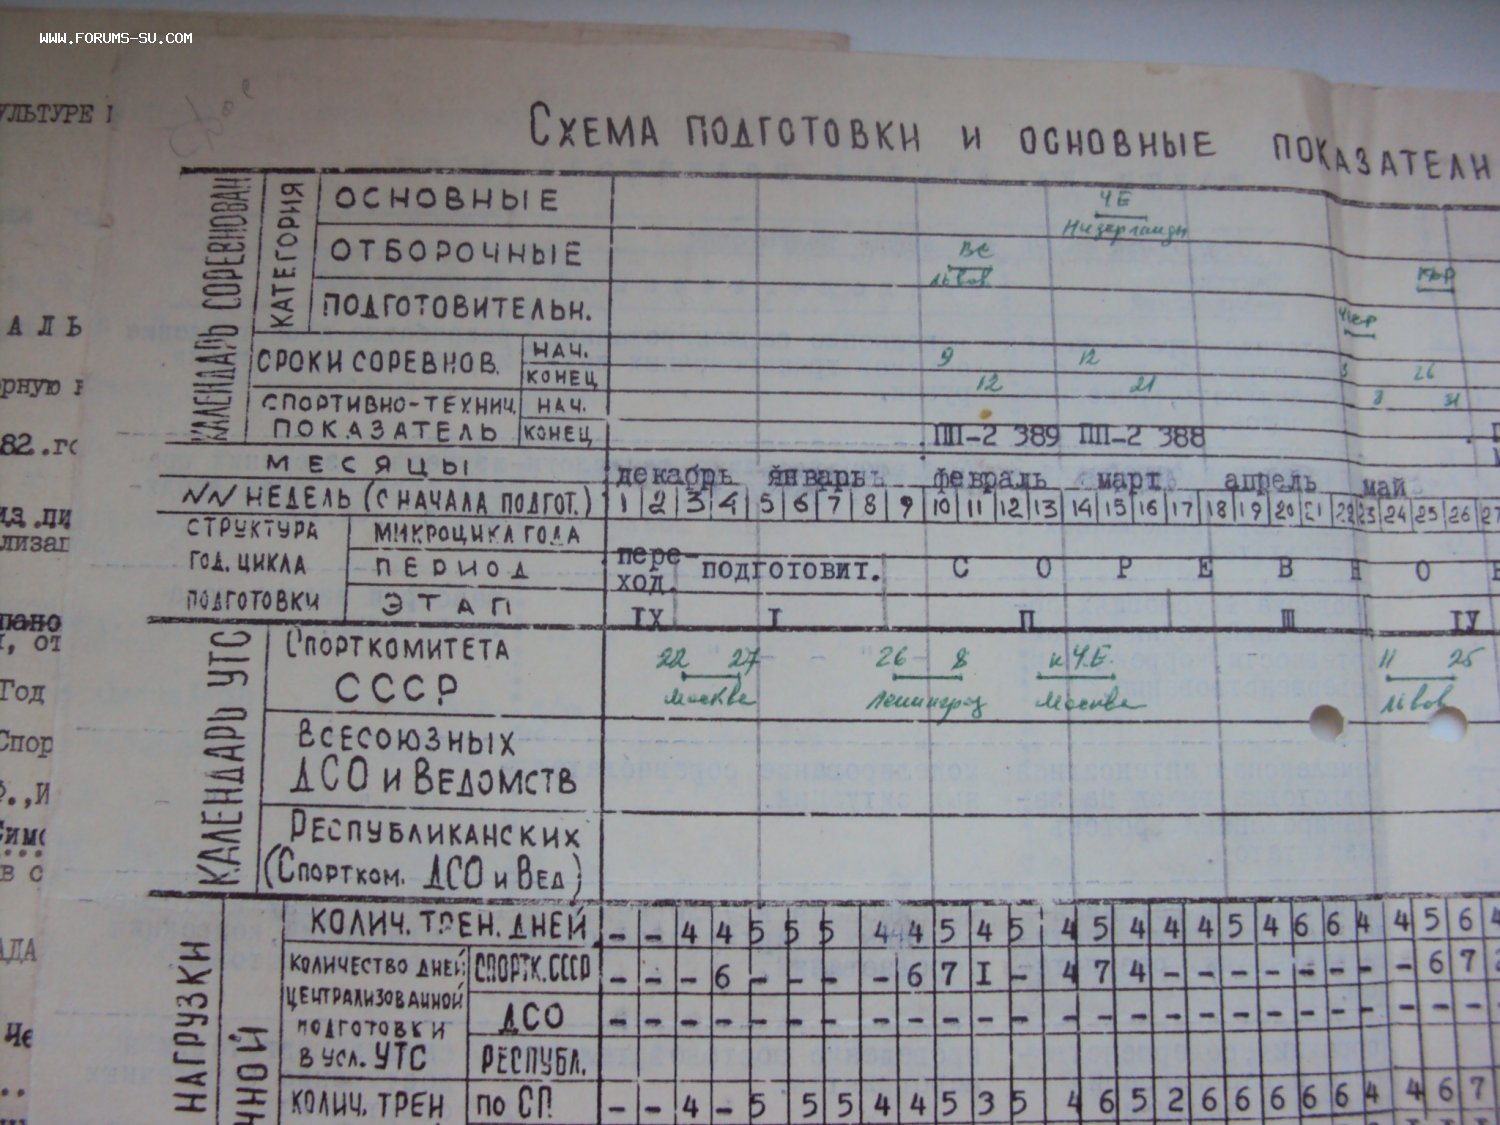 WWW.FORUMS-SU.COM
УЛЬТУРЕ
СХЕМА ПОДГОТОВКИ И ОСНОВНЫЕ ПОКАЗАТЕЛИ
КАЛЕНДАРЬ СОРЕВНОВАН
КАТЕГОРИЯ
ОСНОВНЫЕ
ЧЕ
Нидерланды
ОТБОРОЧНЫЕ
ВС
Львов
ПОДГОТОВИТЕЛЬН.
СРОКИ СОРЕВНОВ. НАЧ. 9 12 26
КОНЕЦ 12 21 8 31
СПОРТИВНО-ТЕХНИЧ. НАЧ.
ПОКАЗАТЕЛЬ КОНЕЦ ПП-2 389 ПП-2 388
МЕСЯЦЫ декабрь январь февраль март апрель май
NN НЕДЕЛЬ (С НАЧАЛА ПОДГОТ.) 1 2 3 4 5 6 7 8 9 10 11 12 13 14 15 16 17 18 19 20 21 22 23 24 25 26 27
СТРУКТУРА ГОД. ЦИКЛА ПОДГОТОВКИ
МИКРОЦИКЛ ГОДА
ПЕРИОД переход. подготовит. С О Р Е В Н О
ЭТАП IX I П Ш IУ
КАЛЕНДАРЬ УТС
СПОРТКОМИТЕТА СССР
22 27 26 8 к ЧЕ 11 25
Москва Ленинград Москва Львов
ВСЕСОЮЗНЫХ
ДСО И ВЕДОМСТВ
РЕСПУБЛИКАНСКИХ
(СПОРТКОМ. ДСО И ВЕД)
НАГРУЗКИ
ЧНОЙ
КОЛИЧ. ТРЕН. ДНЕЙ - - 4 4 5 5 5 4 4 5 4 5 4 5 4 4 4 5 4 6 6 4 4 5 6 4
КОЛИЧЕСТВО ДНЕЙ ЦЕНТРАЛИЗОВАННОЙ ПОДГОТОВКИ В УСЛ. УТС
СПОРТК. СССР - - - 6 - - - - 6 7 I - 4 7 4 - - - - - - - - 6 7 2
ДСО - - - - - - - - - - - - - - - - - - - - - - - - - -
РЕСПУБЛ.
КОЛИЧ. ТРЕН ПО СП - - 4 - 5 5 5 4 4 5 3 5 4 6 5 2 6 6 6 6 6 4 4 6 7